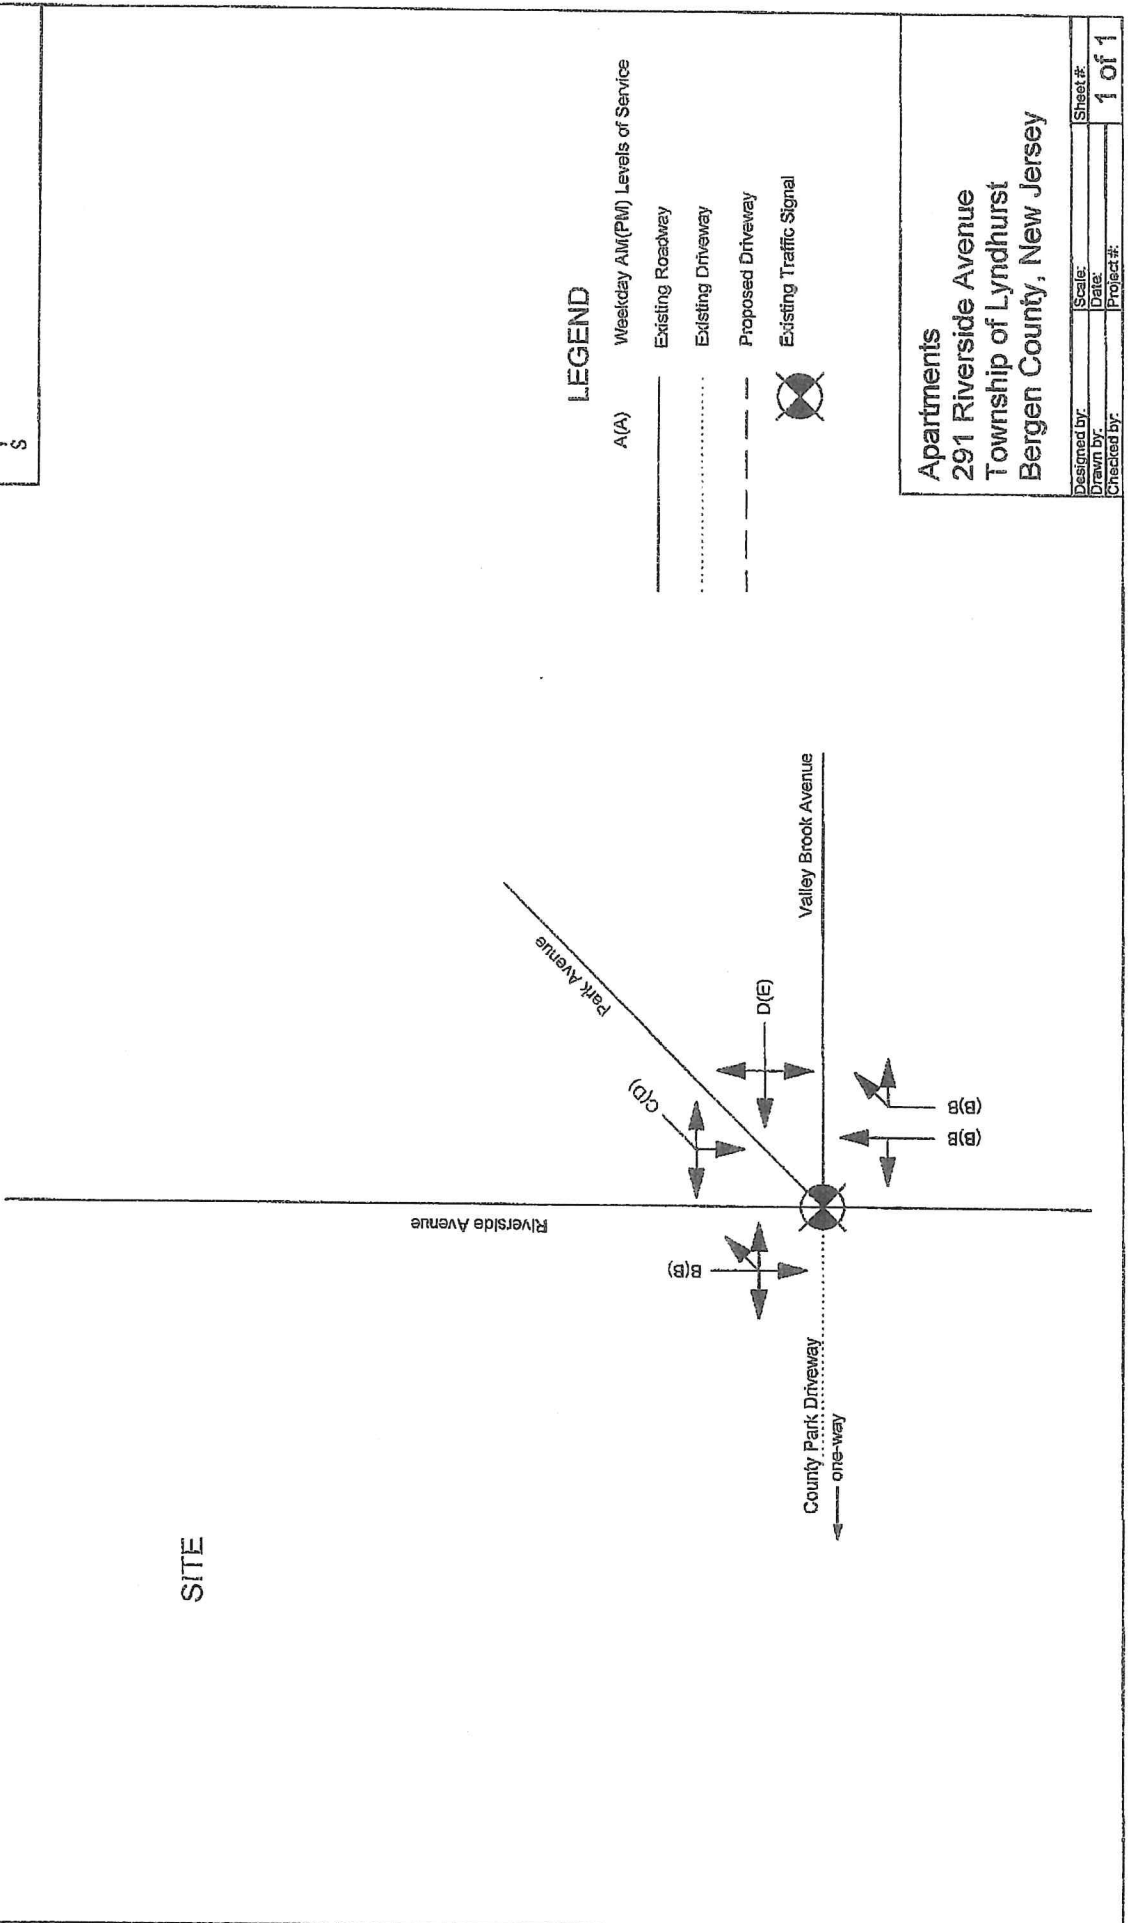 S
SITE
LEGEND
A(A) Weekday AM(PM) Levels of Service
Existing Roadway
Existing Driveway
Proposed Driveway
Existing Traffic Signal
Riverside Avenue
Park Avenue
Valley Brook Avenue
County Park Driveway
one-way
B(B)
C(D)
D(E)
B(B)
B(B)
Apartments
291 Riverside Avenue
Township of Lyndhurst
Bergen County, New Jersey
Designed by: Scale: Sheet #:
Drawn by: Date: 1 of 1
Checked by: Project #: